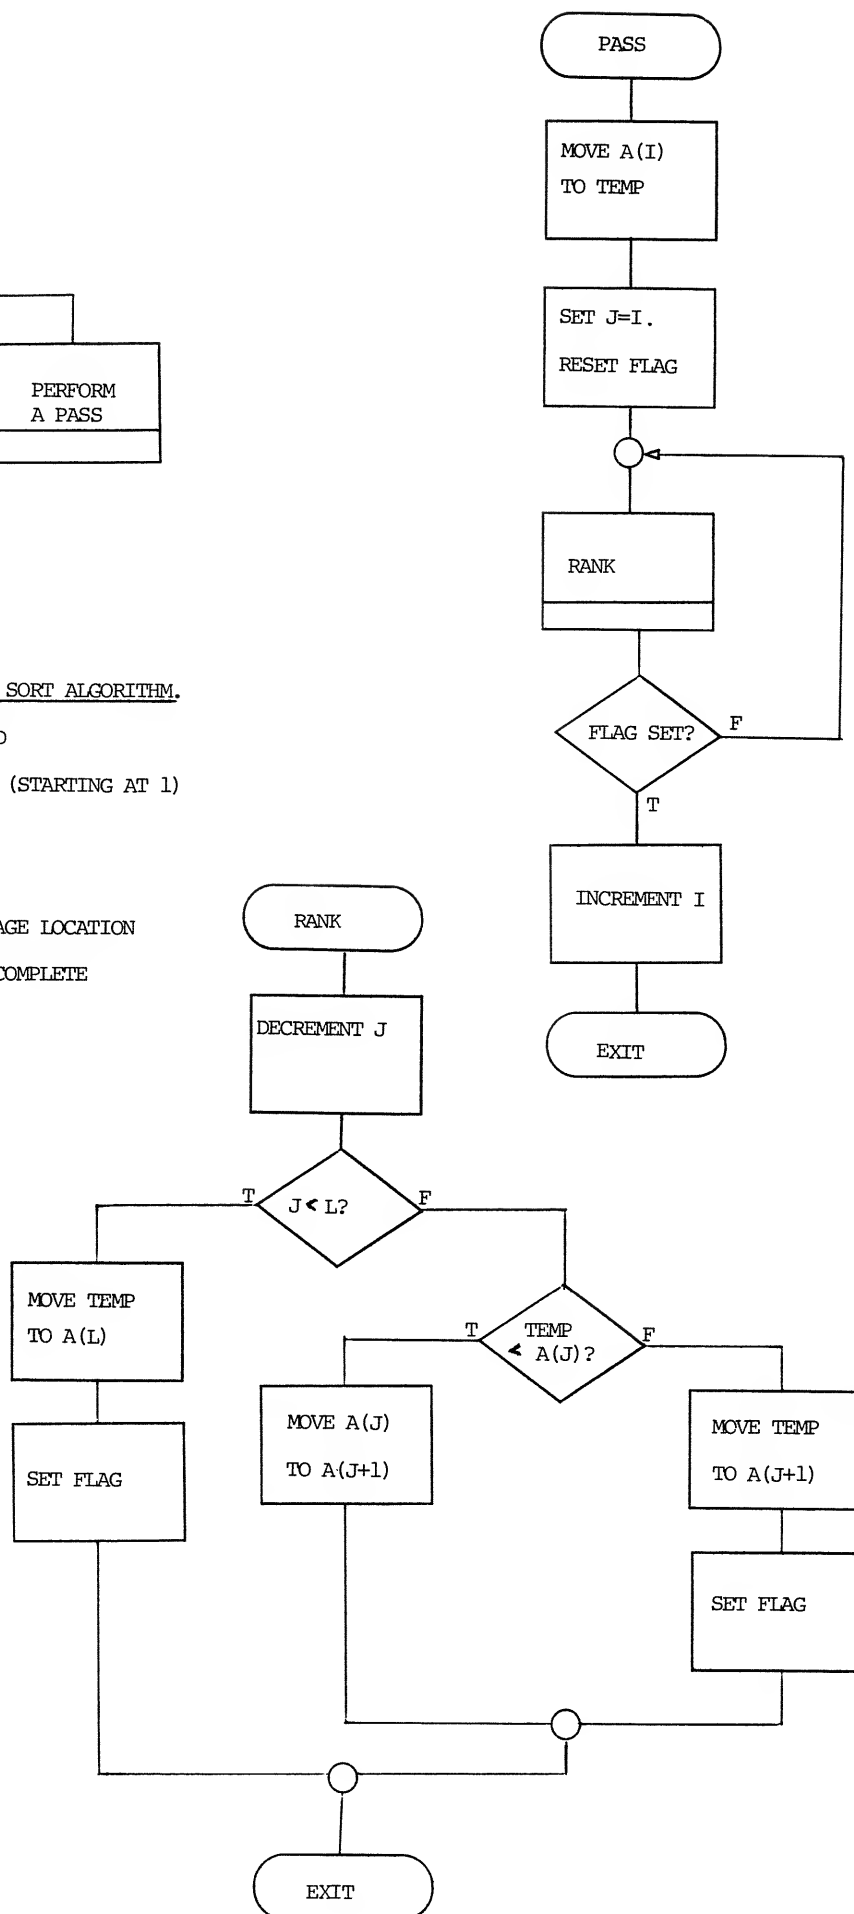 PASS
MOVE A(I)
TO TEMP
SET J=I.
RESET FLAG
PERFORM
A PASS
RANK
SORT ALGORITHM.
FLAG SET?
F
T
(STARTING AT 1)
INCREMENT I
EXIT
LOCATION
COMPLETE
RANK
DECREMENT J
J < L?
T
F
MOVE TEMP
TO A(L)
SET FLAG
TEMP
< A(J)?
T
F
MOVE A(J)
TO A(J+1)
MOVE TEMP
TO A(J+1)
SET FLAG
EXIT